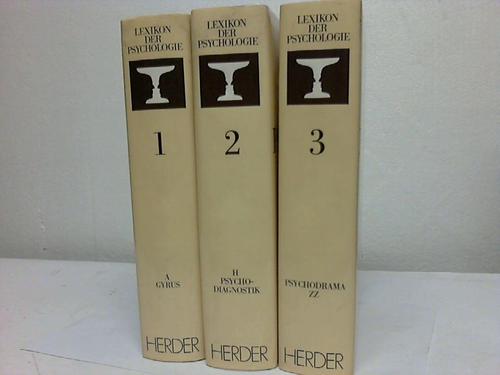 LEXIKON
DER
PSYCHOLOGIE
1
A
GYRUS
HERDER
LEXIKON
DER
PSYCHOLOGIE
2
H
PSYCHO-
DIAGNOSTIK
HERDER
LEXIKON
DER
PSYCHOLOGIE
3
PSYCHODRAMA
ZZ
HERDER